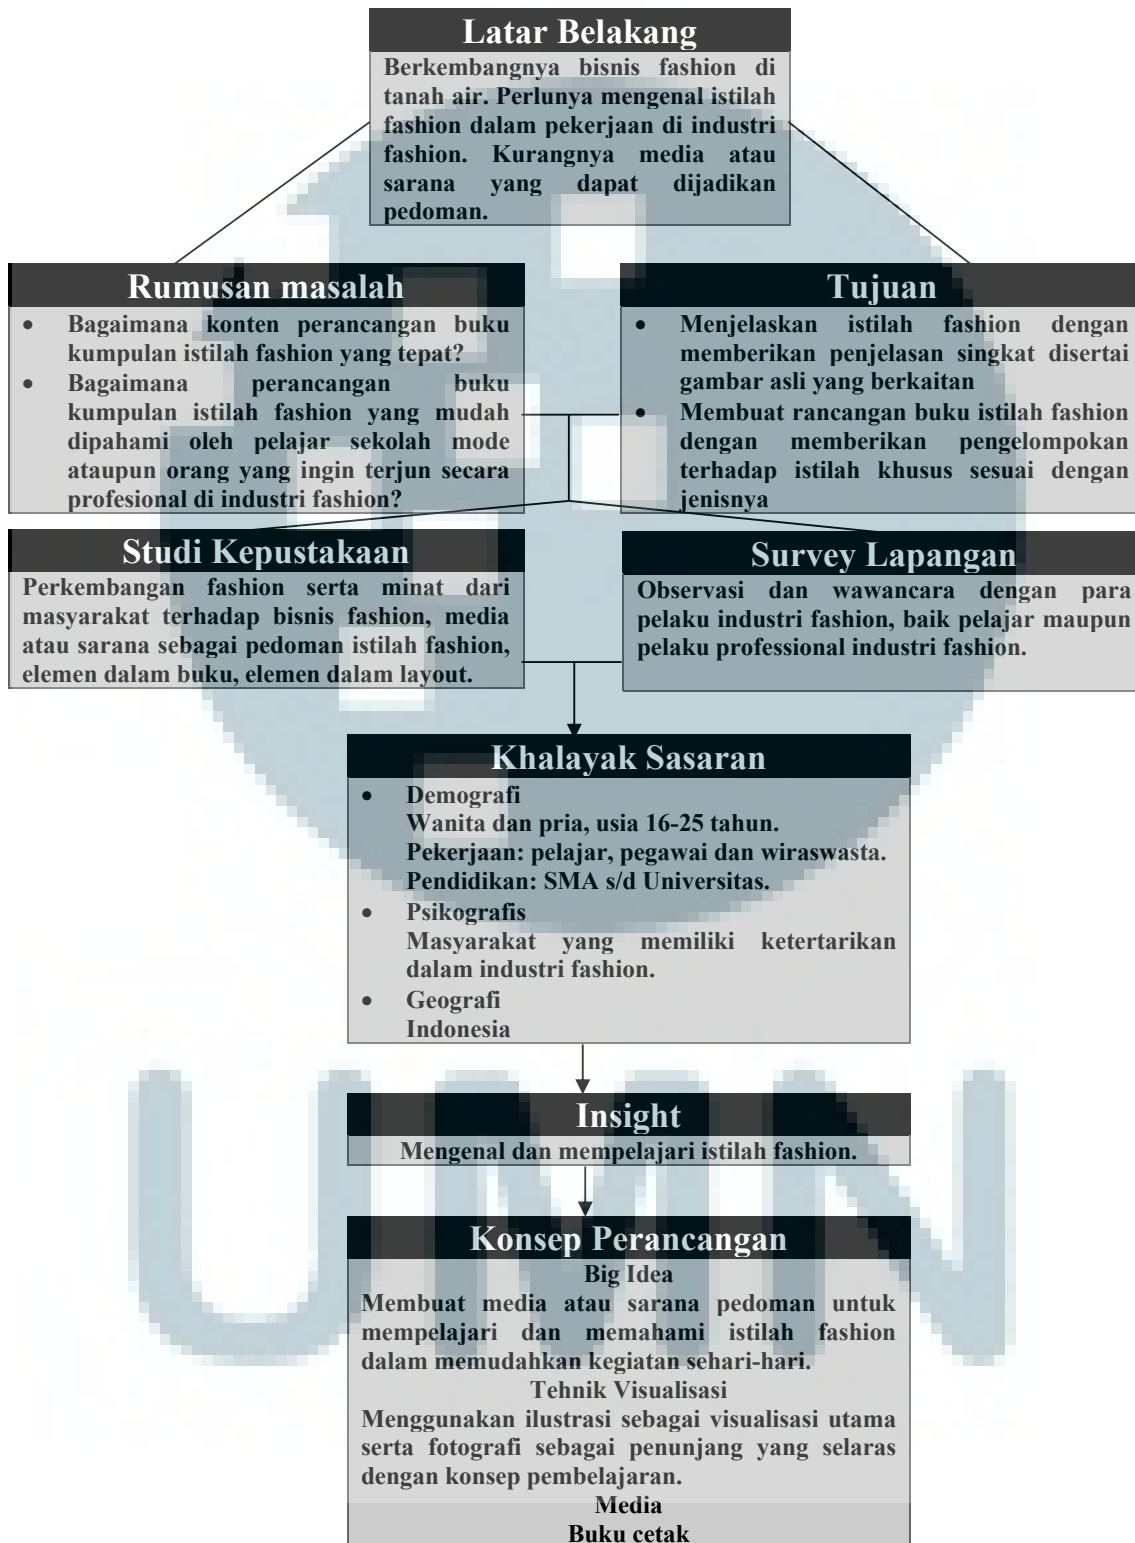 Latar Belakang
Berkembangnya bisnis fashion di
tanah air. Perlunya mengenal istilah
fashion dalam pekerjaan di industri
fashion. Kurangnya media atau
sarana yang dapat dijadikan
pedoman.
Rumusan masalah
• Bagaimana konten perancangan buku
kumpulan istilah fashion yang tepat?
• Bagaimana perancangan buku
kumpulan istilah fashion yang mudah
dipahami oleh pelajar sekolah mode
ataupun orang yang ingin terjun secara
profesional di industri fashion?
Tujuan
• Menjelaskan istilah fashion dengan
memberikan penjelasan singkat disertai
gambar asli yang berkaitan
• Membuat rancangan buku istilah fashion
dengan memberikan pengelompokan
terhadap istilah khusus sesuai dengan
jenisnya
Studi Kepustakaan
Perkembangan fashion serta minat dari
masyarakat terhadap bisnis fashion, media
atau sarana sebagai pedoman istilah fashion,
elemen dalam buku, elemen dalam layout.
Survey Lapangan
Observasi dan wawancara dengan para
pelaku industri fashion, baik pelajar maupun
pelaku professional industri fashion.
Khalayak Sasaran
• Demografi
Wanita dan pria, usia 16-25 tahun.
Pekerjaan: pelajar, pegawai dan wiraswasta.
Pendidikan: SMA s/d Universitas.
• Psikografis
Masyarakat yang memiliki ketertarikan
dalam industri fashion.
• Geografi
Indonesia
Insight
Mengenal dan mempelajari istilah fashion.
Konsep Perancangan
Big Idea
Membuat media atau sarana pedoman untuk
mempelajari dan memahami istilah fashion
dalam memudahkan kegiatan sehari-hari.
Tehnik Visualisasi
Menggunakan ilustrasi sebagai visualisasi utama
serta fotografi sebagai penunjang yang selaras
dengan konsep pembelajaran.
Media
Buku cetak
UMN